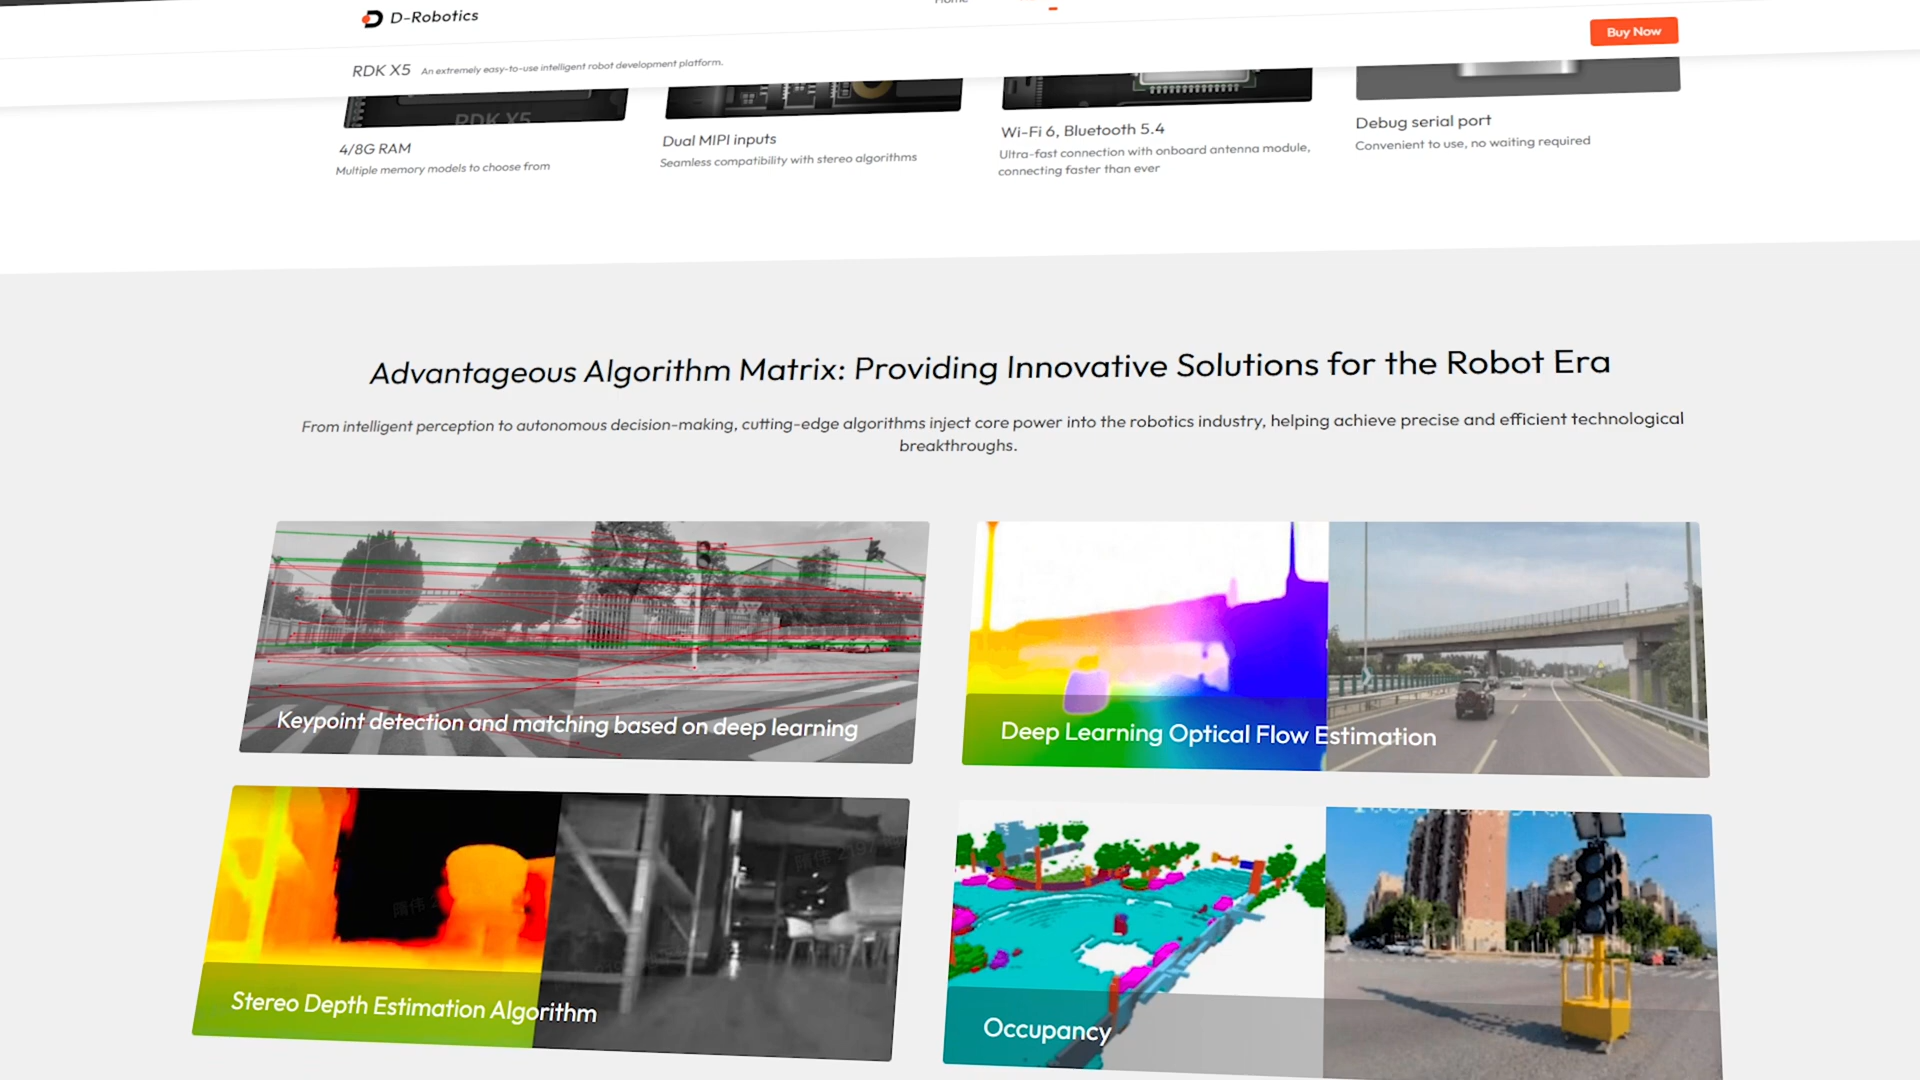 D-Robotics
Buy Now
RDK X5 An extremely easy-to-use intelligent robot development platform.
RDK X5
4/8G RAM
Multiple memory models to choose from
Dual MIPI inputs
Seamless compatibility with stereo algorithms
Wi-Fi 6, Bluetooth 5.4
Ultra-fast connection with onboard antenna module,
connecting faster than ever
Debug serial port
Convenient to use, no waiting required
Advantageous Algorithm Matrix: Providing Innovative Solutions for the Robot Era
From intelligent perception to autonomous decision-making, cutting-edge algorithms inject core power into the robotics industry, helping achieve precise and efficient technological
breakthroughs.
Keypoint detection and matching based on deep learning
Deep Learning Optical Flow Estimation
Stereo Depth Estimation Algorithm
Occupancy